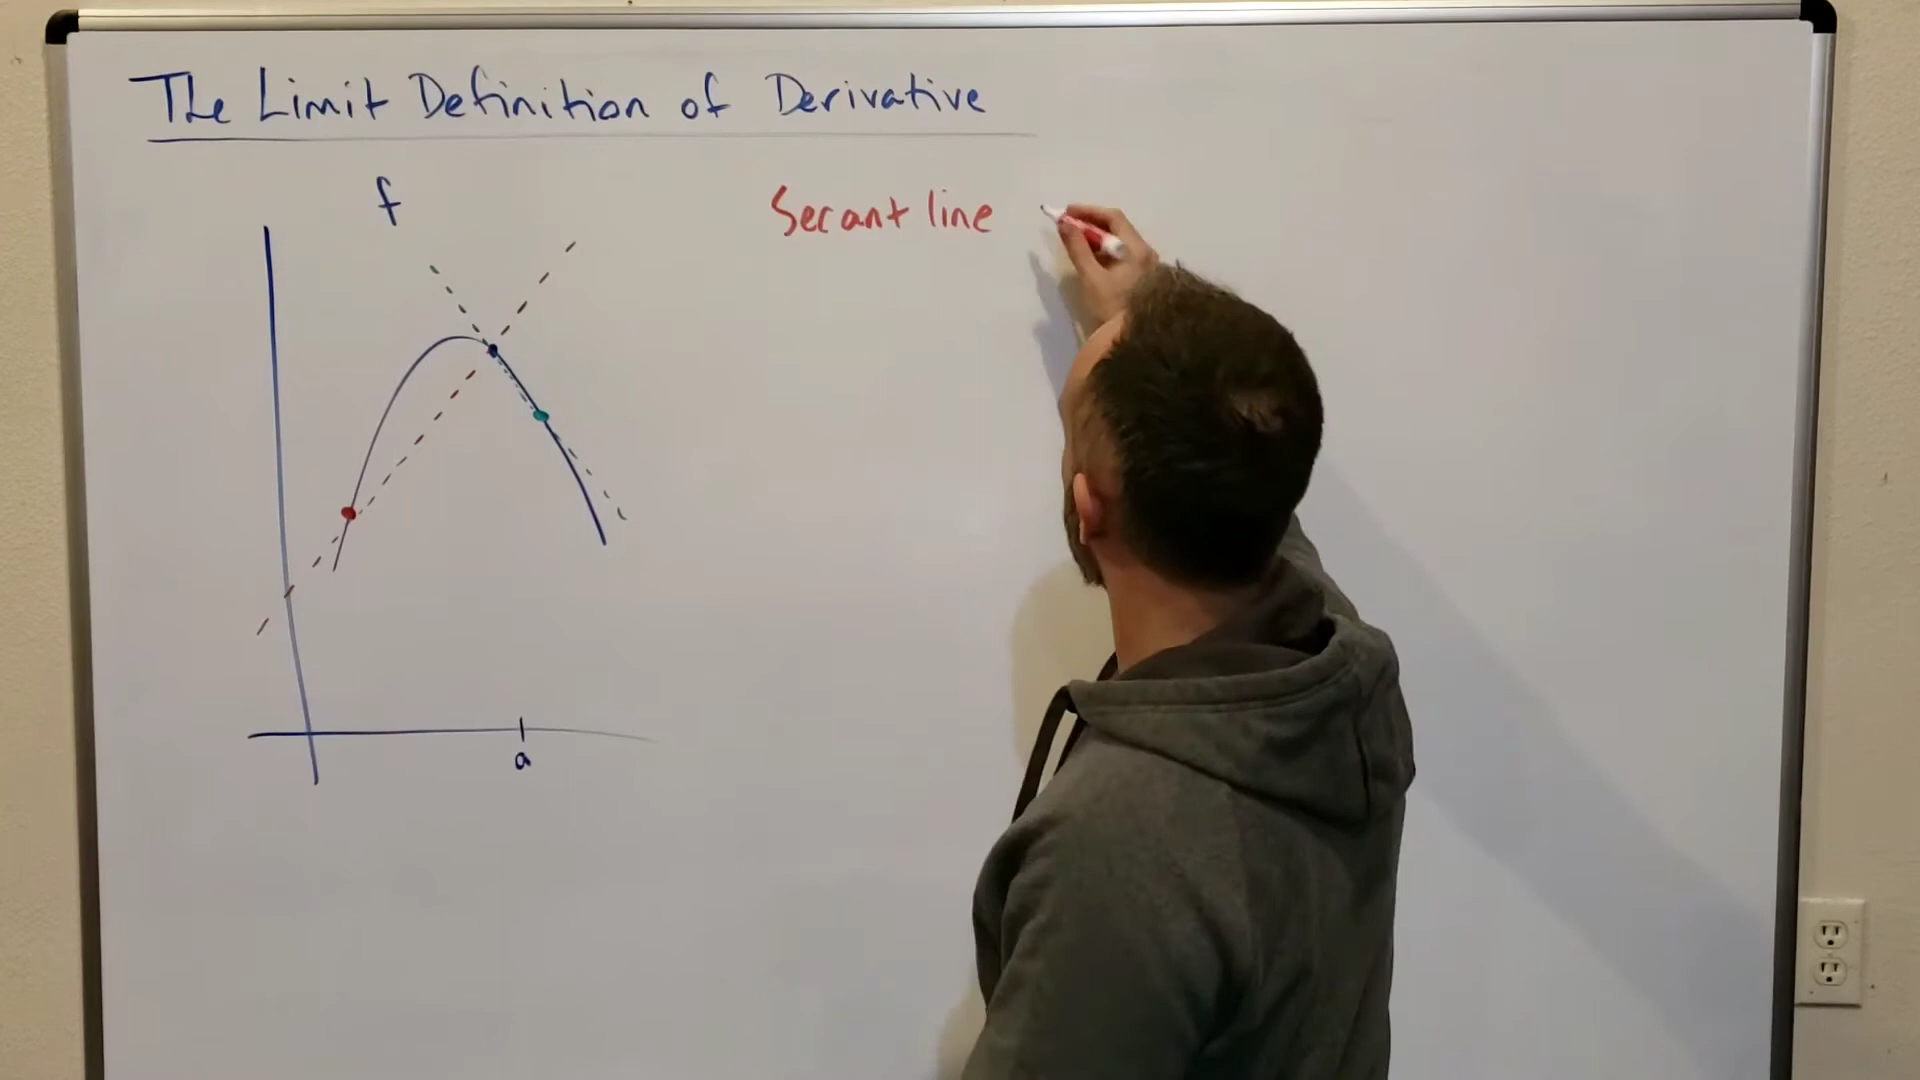 The Limit Definition of Derivative
f
Secant line
a